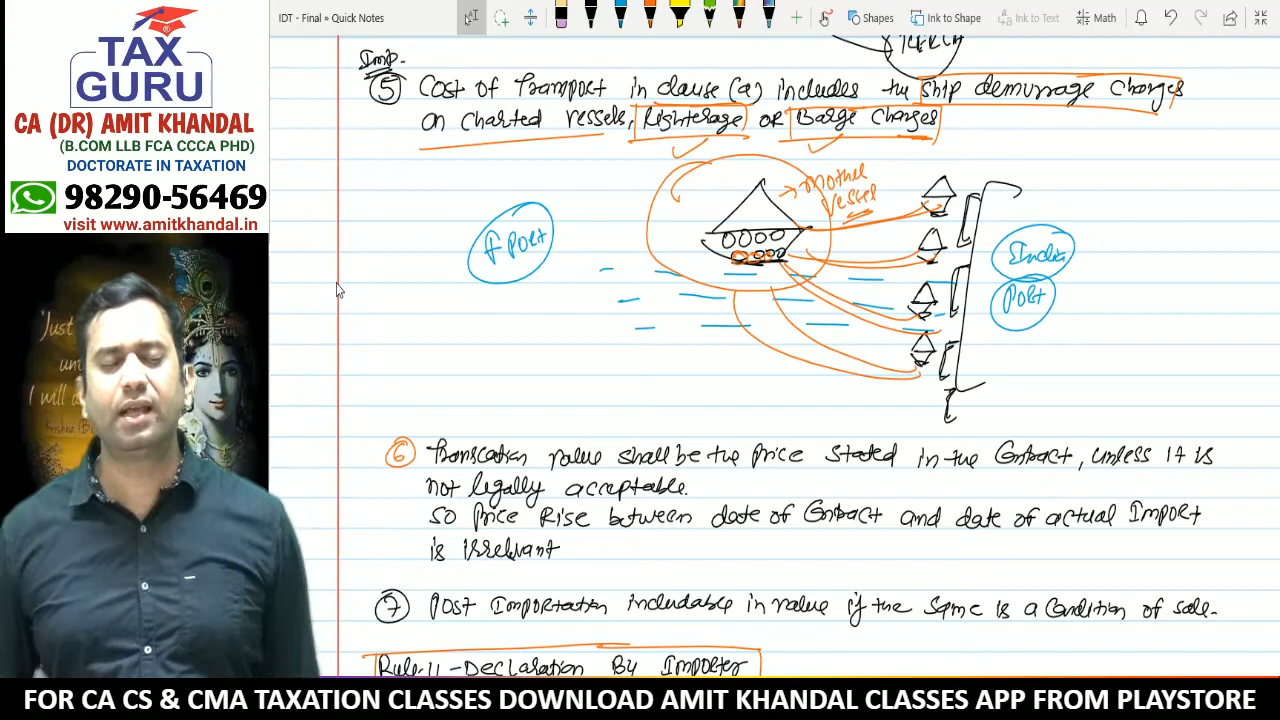 IDT - Final » Quick Notes
Shapes
Ink to Shape
Ink to Text
Math
TAX
GURU
CA (DR) AMIT KHANDAL
(B.COM LLB FCA CCCA PHD)
DOCTORATE IN TAXATION
98290-56469
visit www.amitkhandal.in
Imp.
⑤ Cost of Transport in clause (a) includes the ship demurrage charges
on charted vessels, Lighterage OR Barge charges
mother
vessel
F PORT
India
Port
⑥ Transcation value shall be the price stated in the Contract, unless it is
not legally acceptable.
so price Rise between date of Contract and date of actual Import
is irrelevant
⑦ Post Importation includable in value if the same is a condition of sale.
Rule 11 - Declaration By Importer
Just
I will
FOR CA CS & CMA TAXATION CLASSES DOWNLOAD AMIT KHANDAL CLASSES APP FROM PLAYSTORE